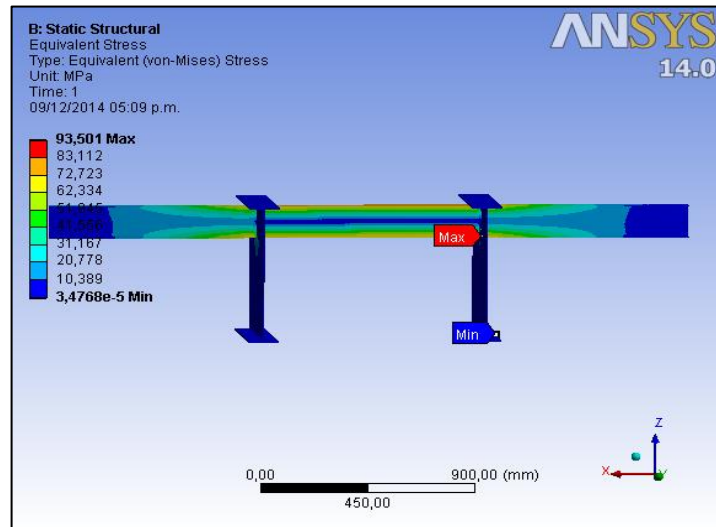 B: Static Structural
Equivalent Stress
Type: Equivalent (von-Mises) Stress
Unit: MPa
Time: 1
09/12/2014 05:09 p.m.
ANSYS
14.0
93,501 Max
83,112
72,723
62,334
31,167
20,778
10,389
3,4768e-5 Min
Max
Min
0,00
900,00 (mm)
450,00
Z
X
Y